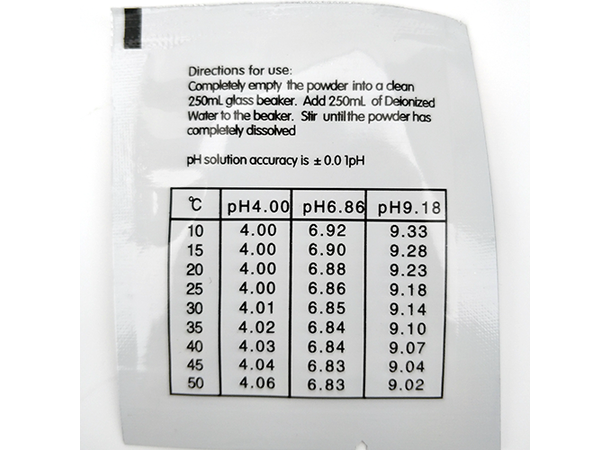 Directions for use:
Completely empty the powder into a clean
250mL glass beaker. Add 250mL of Deionized
Water to the beaker. Stir until the powder has
completely dissolved
pH solution accuracy is ± 0.01pH
℃ pH4.00 pH6.86 pH9.18
10 4.00 6.92 9.33
15 4.00 6.90 9.28
20 4.00 6.88 9.23
25 4.00 6.86 9.18
30 4.01 6.85 9.14
35 4.02 6.84 9.10
40 4.03 6.84 9.07
45 4.04 6.83 9.04
50 4.06 6.83 9.02